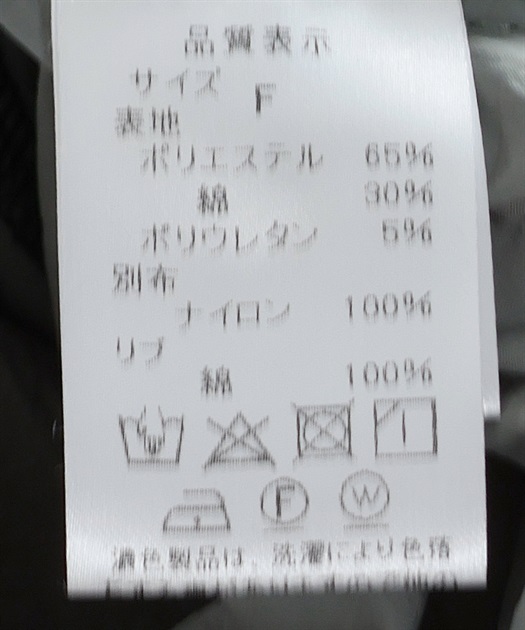 品質表示
サイズ
F
表地
ポリエステル 65%
綿 30%
ポリウレタン 5%
別布
ナイロン 100%
リブ
綿 100%
F W
濃色製品は、洗濯により色落